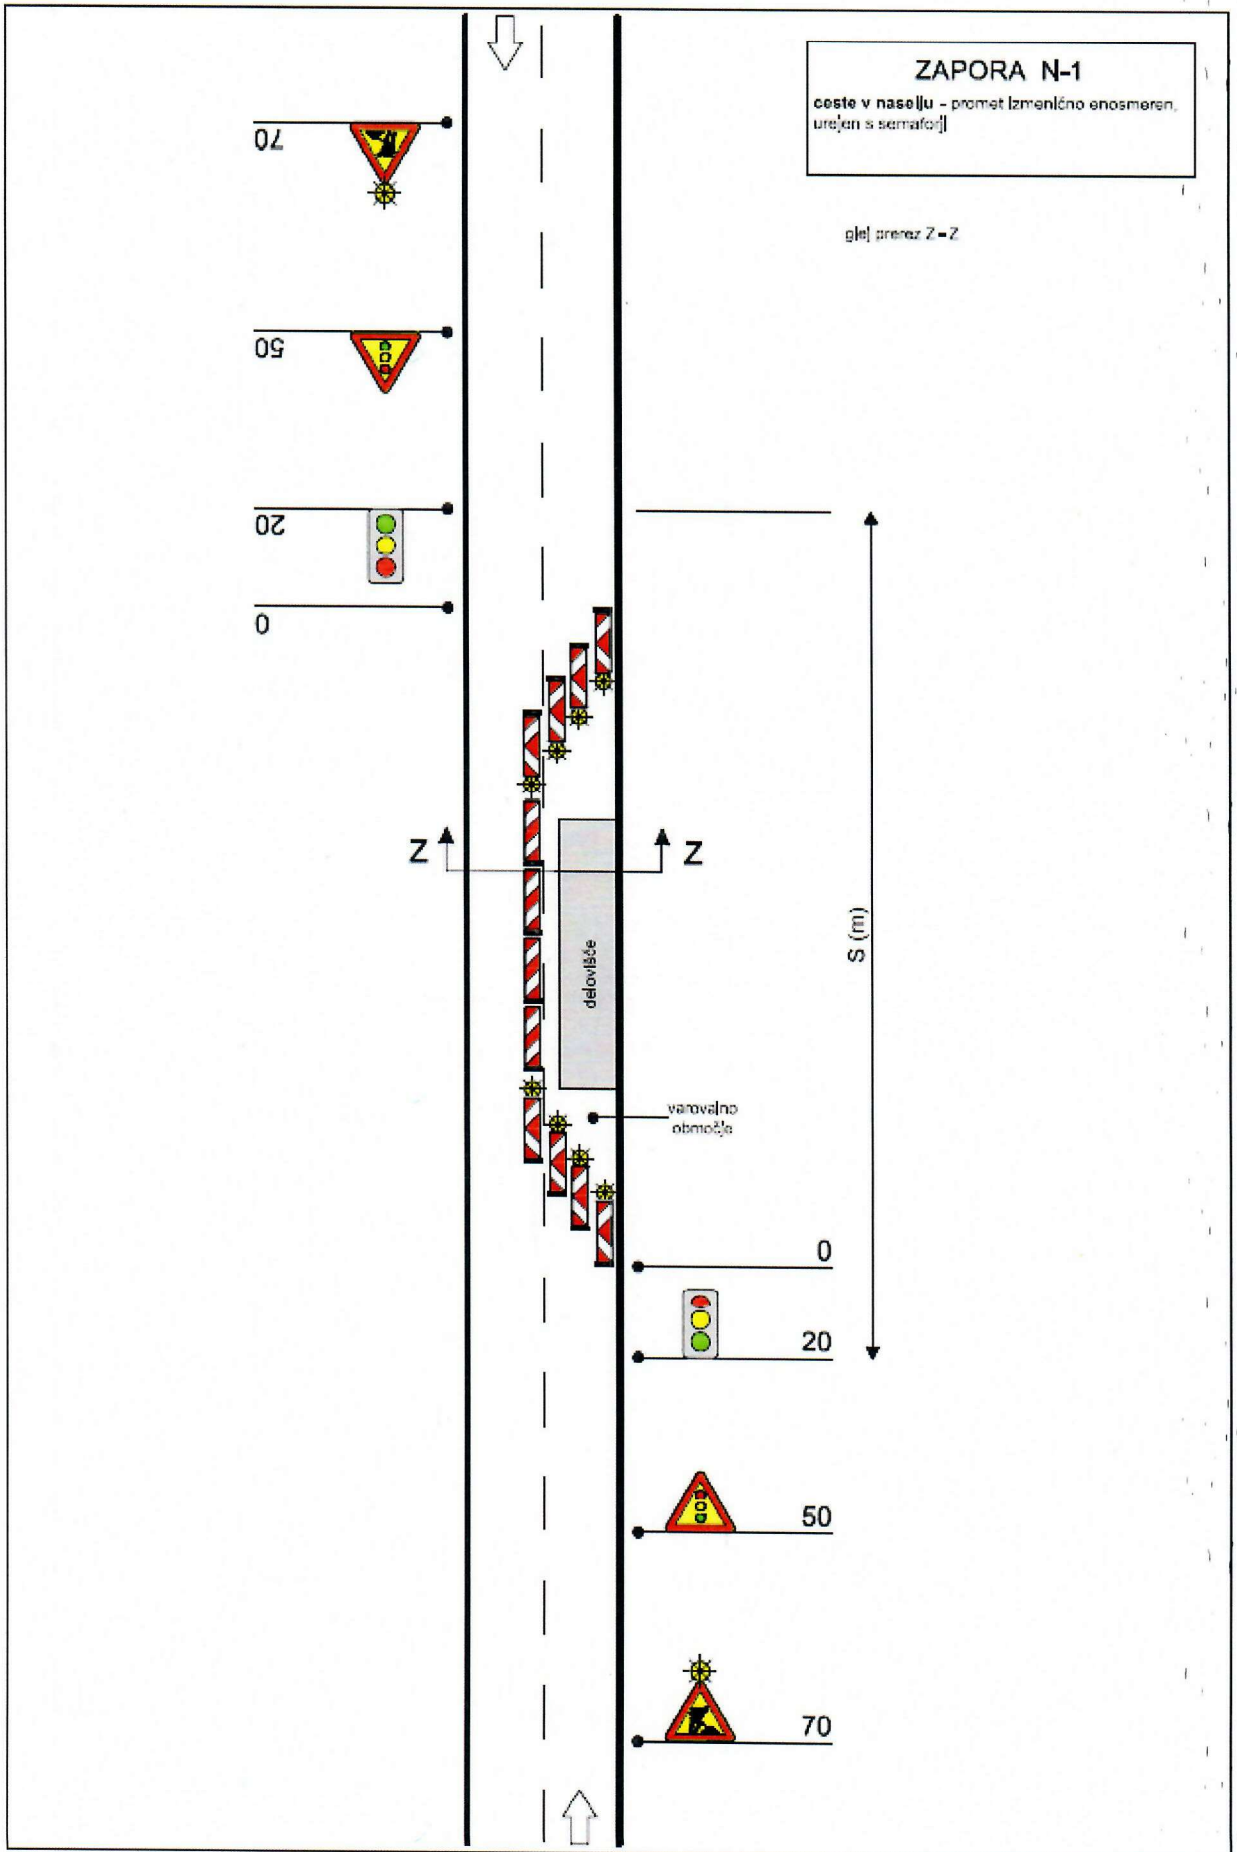 ZAPORA N-1
ceste v naselju - promet izmenično enosmeren,
urejen s semaforji
glej prerez Z-Z
70
50
20
0
Z
Z
delovišče
S (m)
varovalno
območje
0
20
50
70